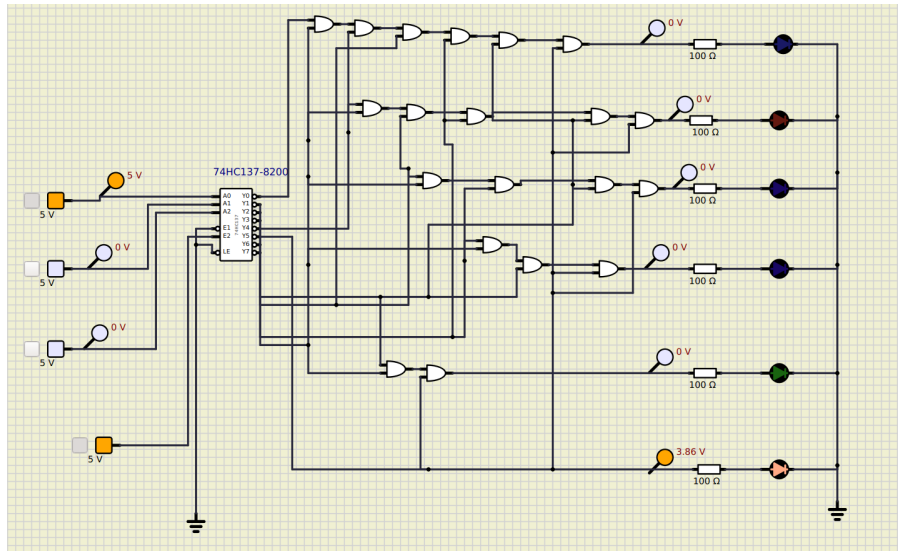 0 V
100 Ω
0 V
100 Ω
74HC137-8200
5 V
5 V
A0
A1
A2
E1
E2
LE
74HC137
Y0
Y1
Y2
Y3
Y4
Y5
Y6
Y7
0 V
100 Ω
0 V
5 V
0 V
100 Ω
0 V
5 V
0 V
100 Ω
5 V
3.86 V
100 Ω